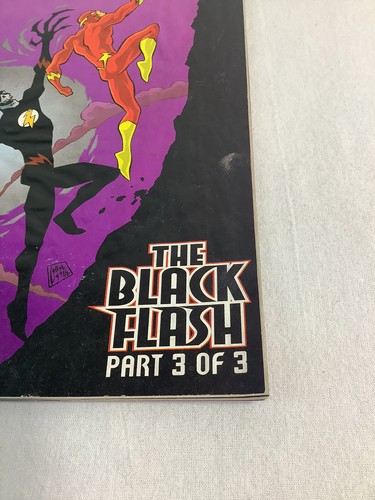 THE
BLACK
FLASH
PART 3 OF 3